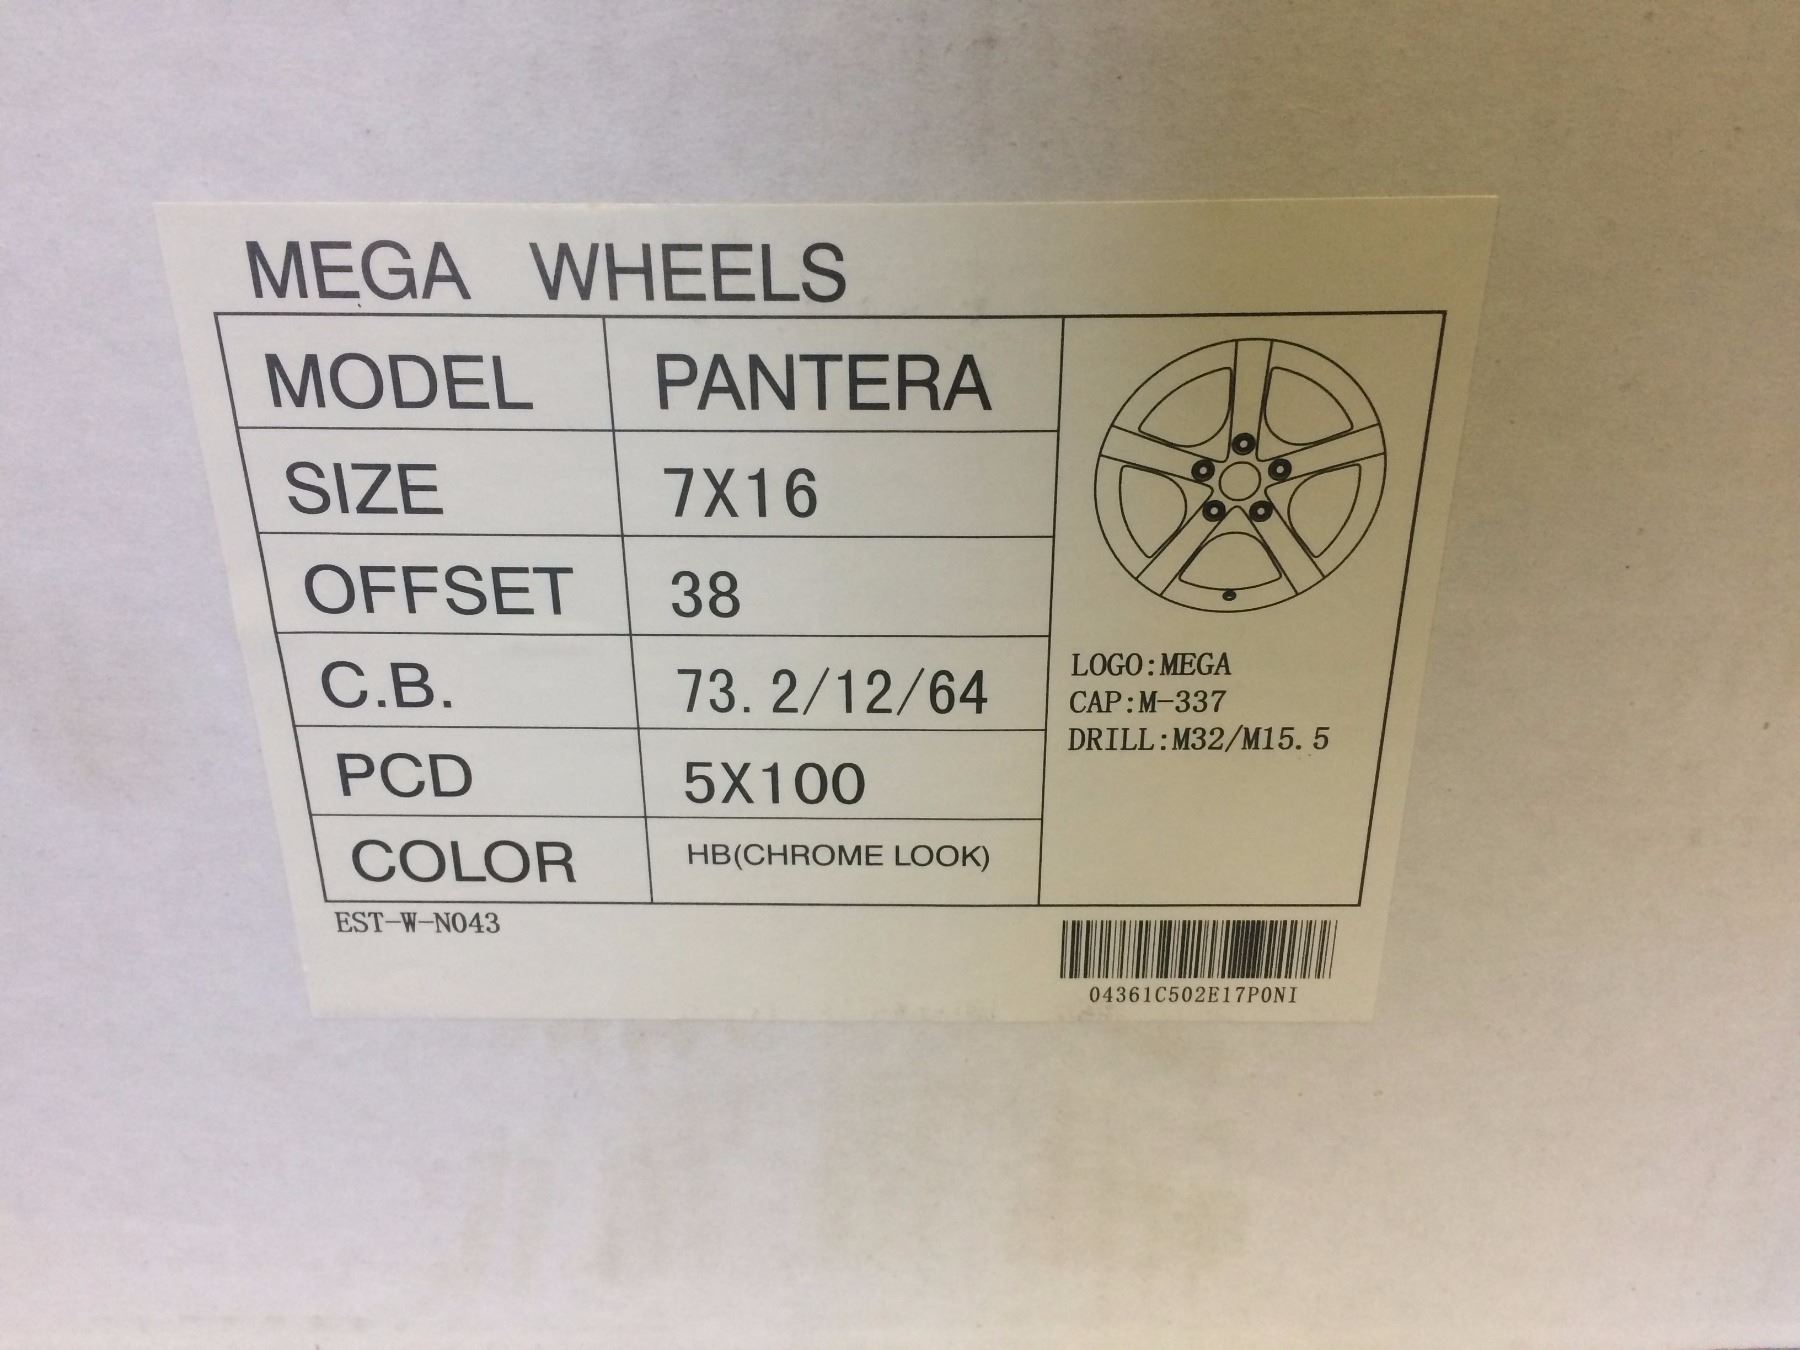 MEGA WHEELS
MODEL PANTERA
SIZE 7X16
OFFSET 38
C.B. 73.2/12/64
PCD 5X100
COLOR HB(CHROME LOOK)
LOGO:MEGA
CAP:M-337
DRILL:M32/M15.5
EST-W-N043
04361C502E17P0NI